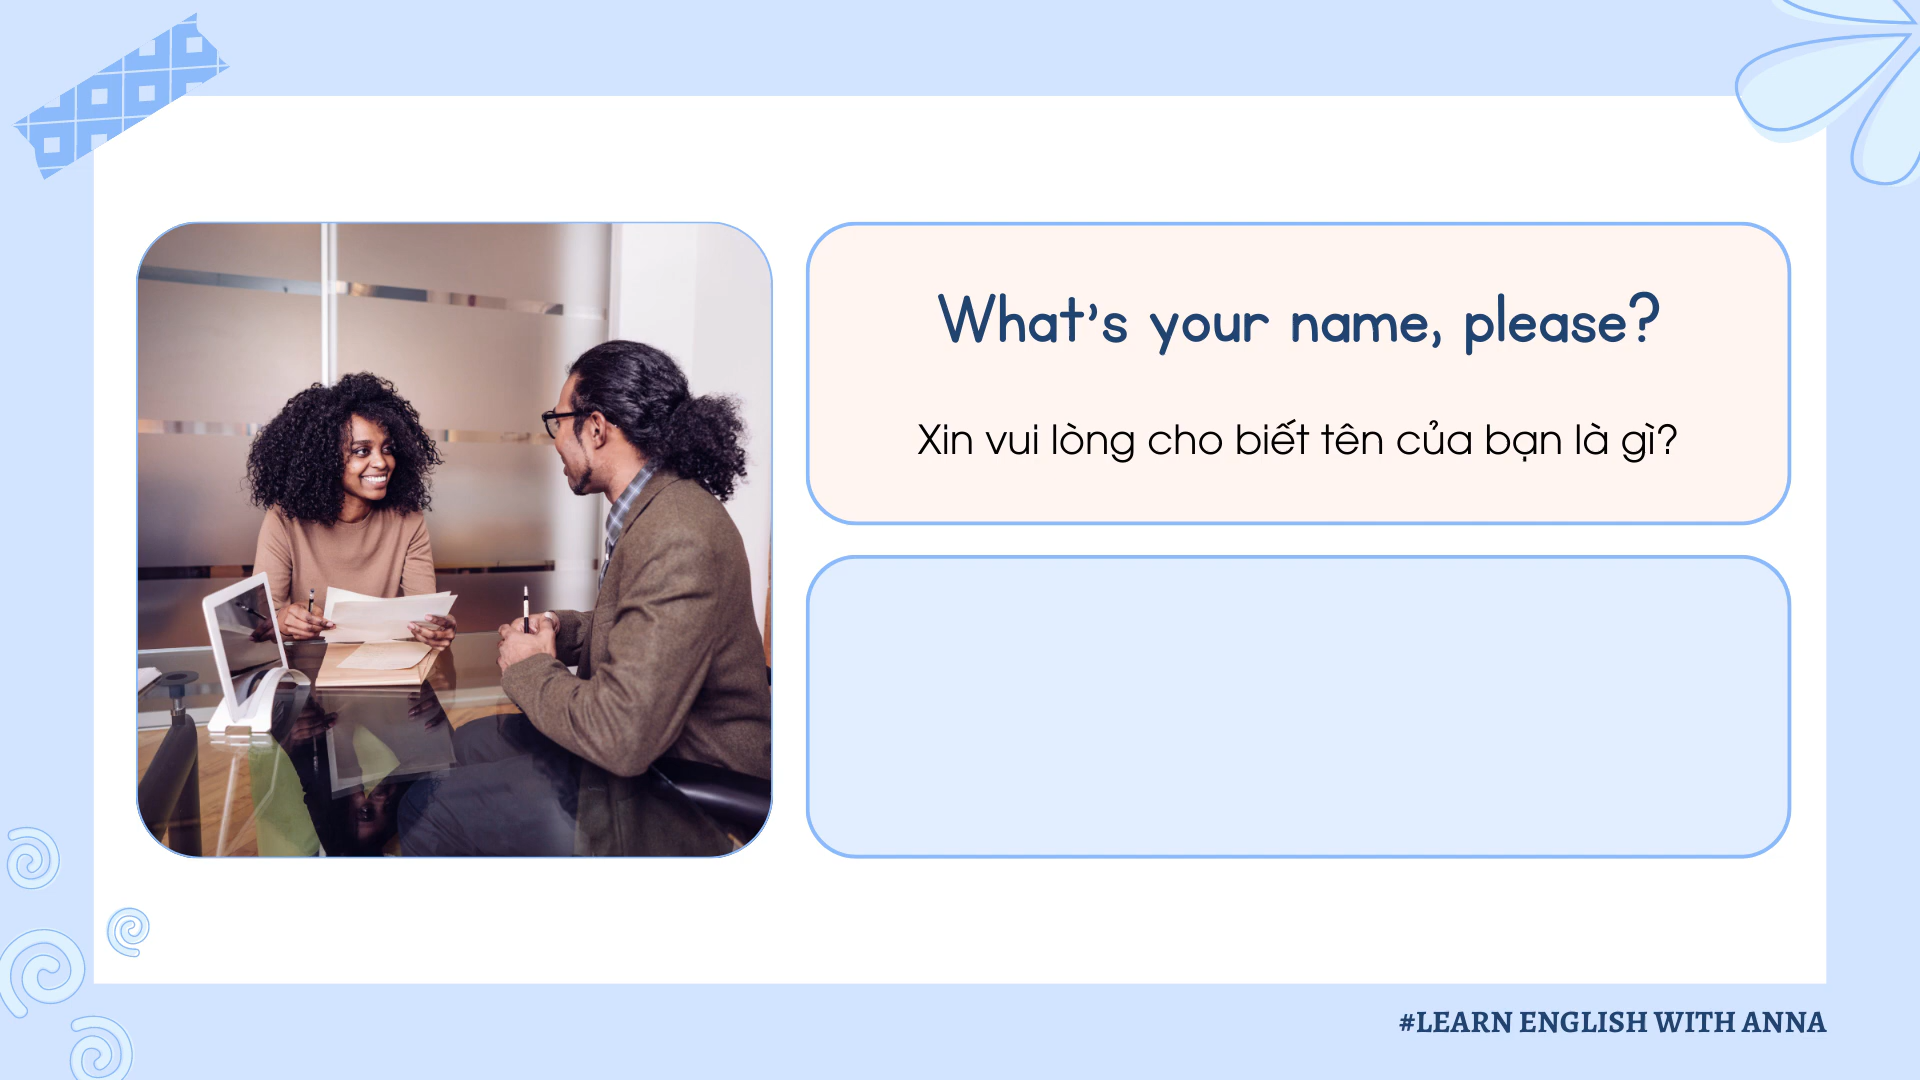 What's your name, please?
Xin vui lòng cho biết tên của bạn là gì?
#LEARN ENGLISH WITH ANNA